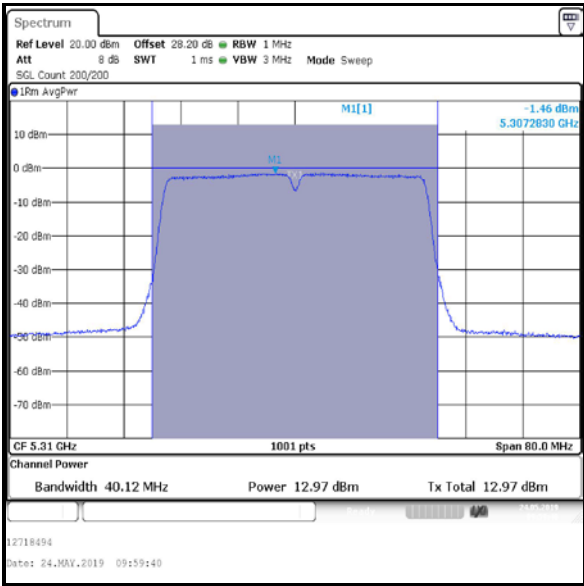 Spectrum
Ref Level 20.00 dBm Offset 28.20 dB RBW 1 MHz
Att 8 dB SWT 1 ms VBW 3 MHz Mode Sweep
SGL Count 200/200
1Rm AvgPwr
M1[1] -1.46 dBm
5.3072830 GHz
10 dBm
M1
0 dBm
-10 dBm
-20 dBm
-30 dBm
-40 dBm
-50 dBm
-60 dBm
-70 dBm
CF 5.31 GHz 1001 pts Span 80.0 MHz
Channel Power
Bandwidth 40.12 MHz Power 12.97 dBm Tx Total 12.97 dBm
Ready 24.05.2019
12718494
Date: 24.MAY.2019 09:59:40